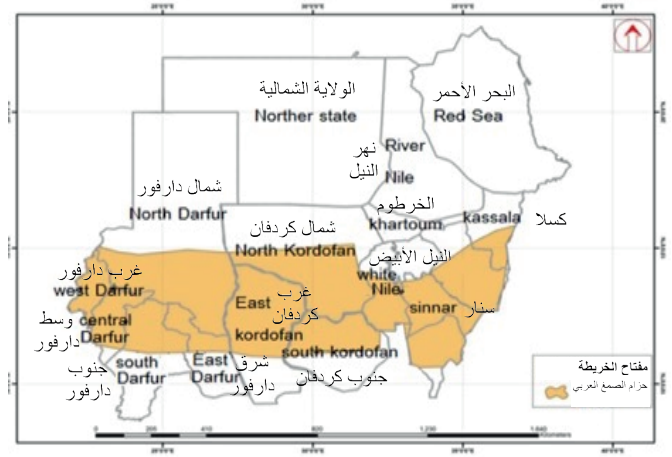 الولاية الشمالية
Norther state
البحر الأحمر
Red Sea
نهر
النيل
River
Nile
شمال دارفور
North Darfur
الخرطوم
khartoum
kassala
كسلا
شمال كردفان
North Kordofan
النيل الأبيض
white
Nile
غرب دارفور
west Darfur
وسط
دارفور
central
Darfur
East
kordofan
غرب
كردفان
sinnar
سنار
south kordofan
جنوب كردفان
جنوب
دارفور
south
Darfur
East
Darfur
شرق
دارفور
مفتاح الخريطة
حزام الصمغ العربي